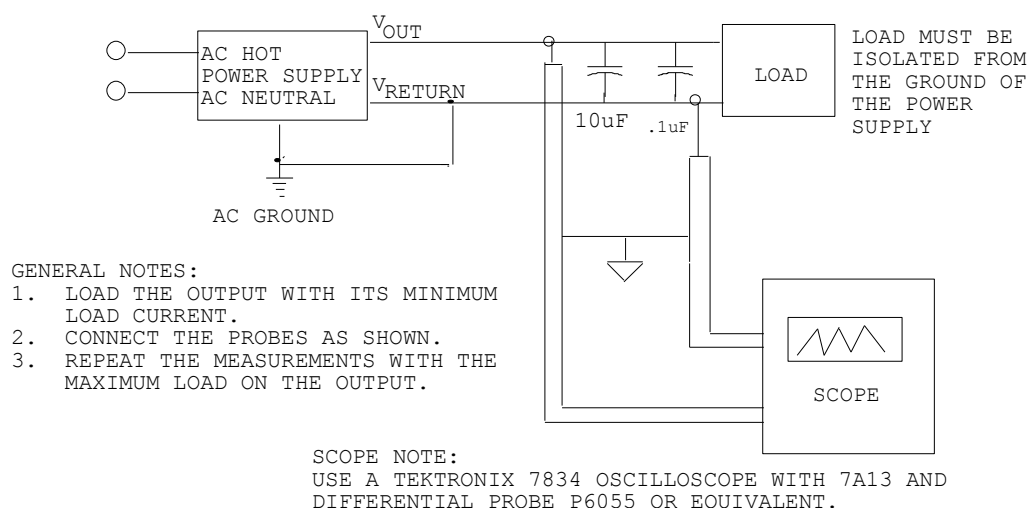 V
OUT
AC HOT
POWER SUPPLY
AC NEUTRAL
V
RETURN
10uF
.1uF
LOAD
LOAD MUST BE
ISOLATED FROM
THE GROUND OF
THE POWER
SUPPLY
AC GROUND
GENERAL NOTES:
1. LOAD THE OUTPUT WITH ITS MINIMUM
LOAD CURRENT.
2. CONNECT THE PROBES AS SHOWN.
3. REPEAT THE MEASUREMENTS WITH THE
MAXIMUM LOAD ON THE OUTPUT.
SCOPE
SCOPE NOTE:
USE A TEKTRONIX 7834 OSCILLOSCOPE WITH 7A13 AND
DIFFERENTIAL PROBE P6055 OR EQUIVALENT.